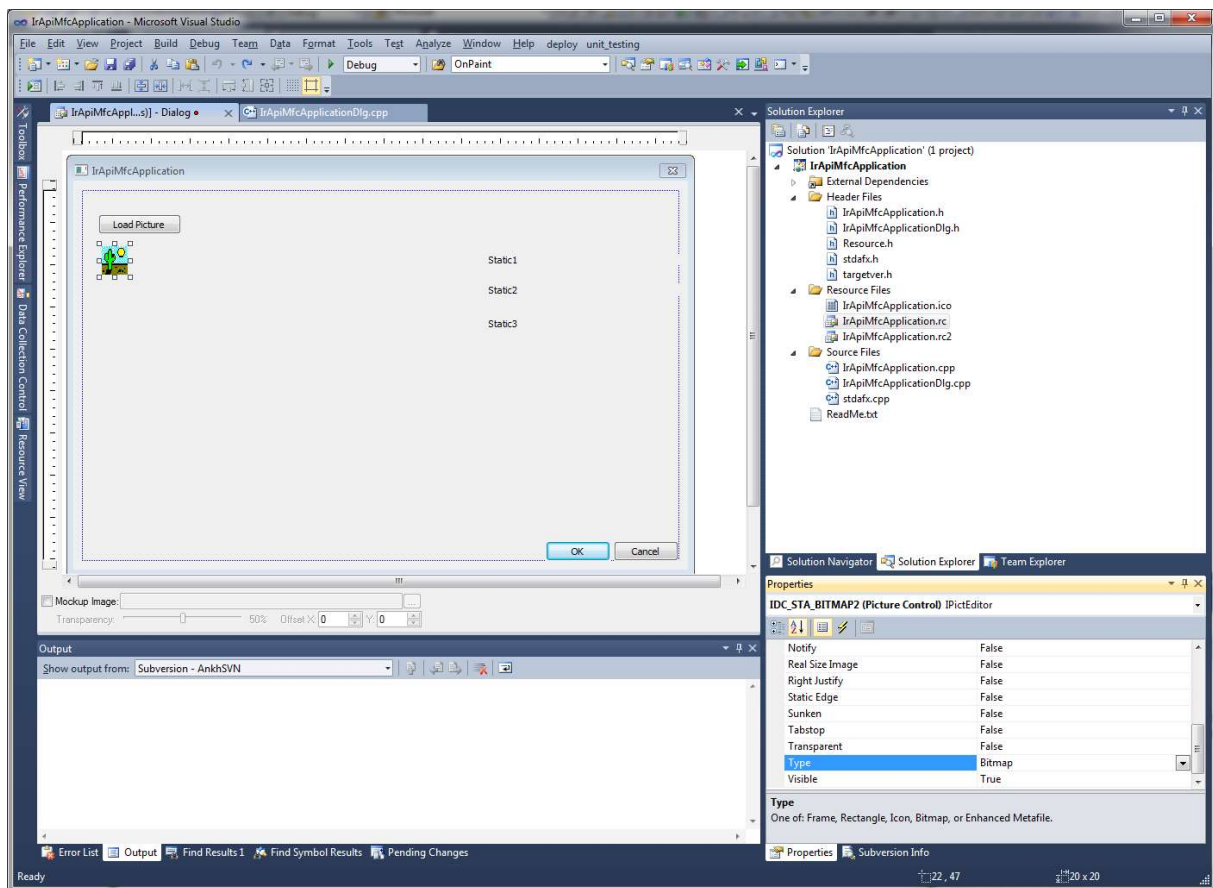 IrApiMfcApplication - Microsoft Visual Studio
File Edit View Project Build Debug Team Data Format Tools Test Analyze Window Help deploy unit_testing
Debug OnPaint
IrApiMfcAppl...s)] - Dialog
IrApiMfcApplicationDlg.cpp
Toolbox
Performance Explorer
Data Collection Control
Resource View
IrApiMfcApplication
Load Picture
Static1
Static2
Static3
OK Cancel
Mockup Image:
Transparency: 50% Offset X: 0 Y: 0
Output
Show output from: Subversion - AnkhSVN
Error List Output Find Results 1 Find Symbol Results Pending Changes
Solution Explorer
Solution 'IrApiMfcApplication' (1 project)
IrApiMfcApplication
External Dependencies
Header Files
IrApiMfcApplication.h
IrApiMfcApplicationDlg.h
Resource.h
stdafx.h
targetver.h
Resource Files
IrApiMfcApplication.ico
IrApiMfcApplication.rc
IrApiMfcApplication.rc2
Source Files
IrApiMfcApplication.cpp
IrApiMfcApplicationDlg.cpp
stdafx.cpp
ReadMe.txt
Solution Navigator Solution Explorer Team Explorer
Properties
IDC_STA_BITMAP2 (Picture Control) IPictEditor
Notify False
Real Size Image False
Right Justify False
Static Edge False
Sunken False
Tabstop False
Transparent False
Type Bitmap
Visible True
Type
One of: Frame, Rectangle, Icon, Bitmap, or Enhanced Metafile.
Properties Subversion Info
Ready 22 , 47 20 x 20